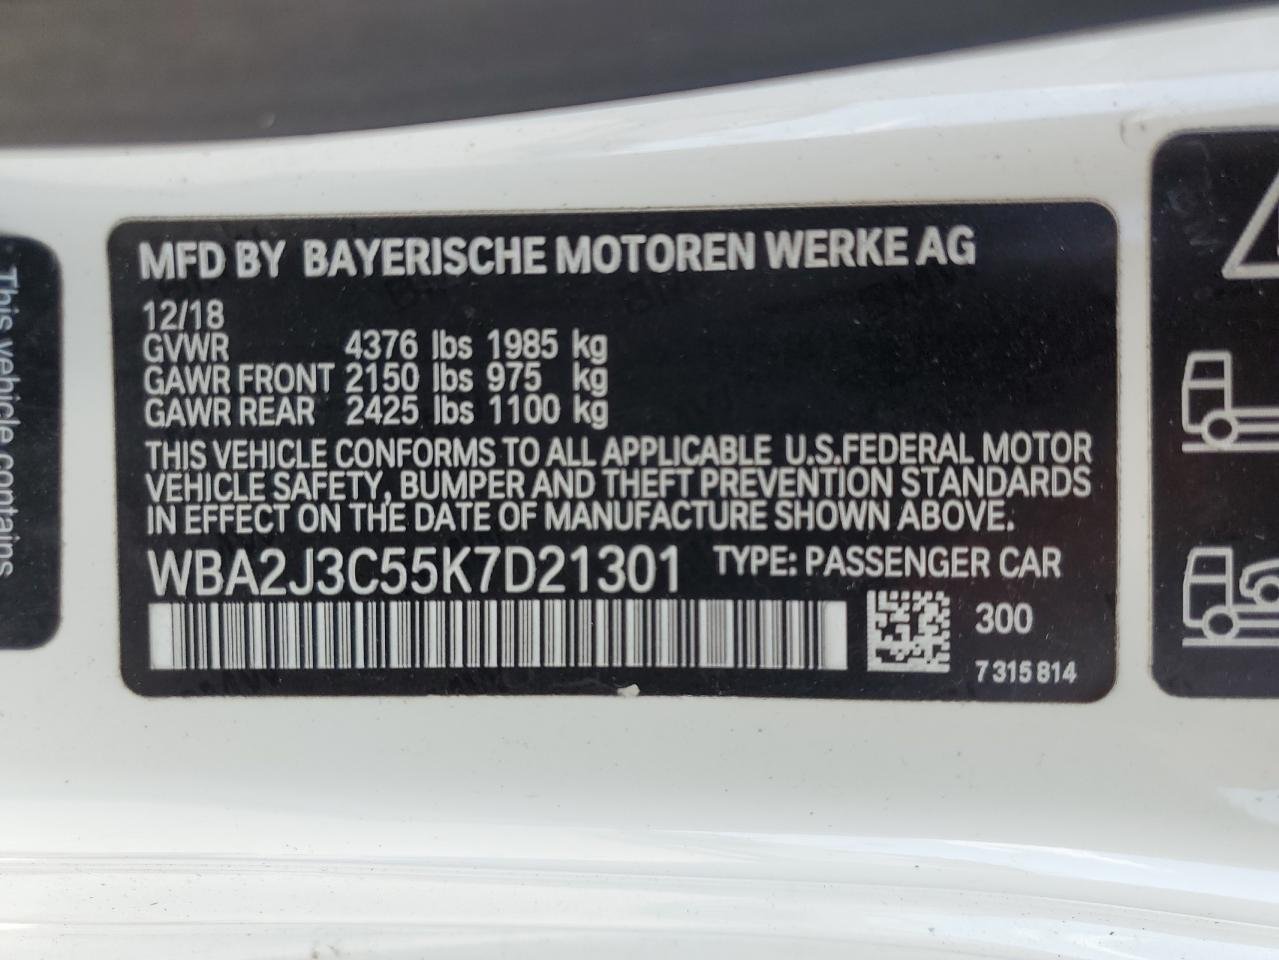 This vehicle contains
MFD BY BAYERISCHE MOTOREN WERKE AG
12/18
GVWR 4376 lbs 1985 kg
GAWR FRONT 2150 lbs 975 kg
GAWR REAR 2425 lbs 1100 kg
THIS VEHICLE CONFORMS TO ALL APPLICABLE U.S.FEDERAL MOTOR
VEHICLE SAFETY, BUMPER AND THEFT PREVENTION STANDARDS
IN EFFECT ON THE DATE OF MANUFACTURE SHOWN ABOVE.
WBA2J3C55K7D21301 TYPE: PASSENGER CAR
300
7 315 814